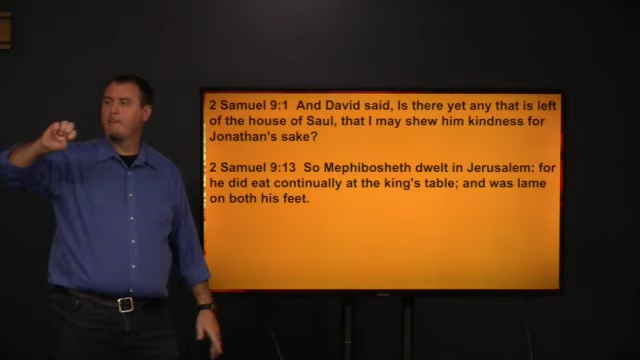 2 Samuel 9:1 And David said, Is there yet any that is left
of the house of Saul, that I may shew him kindness for
Jonathan's sake?
2 Samuel 9:13 So Mephibosheth dwelt in Jerusalem: for
he did eat continually at the king's table; and was lame
on both his feet.